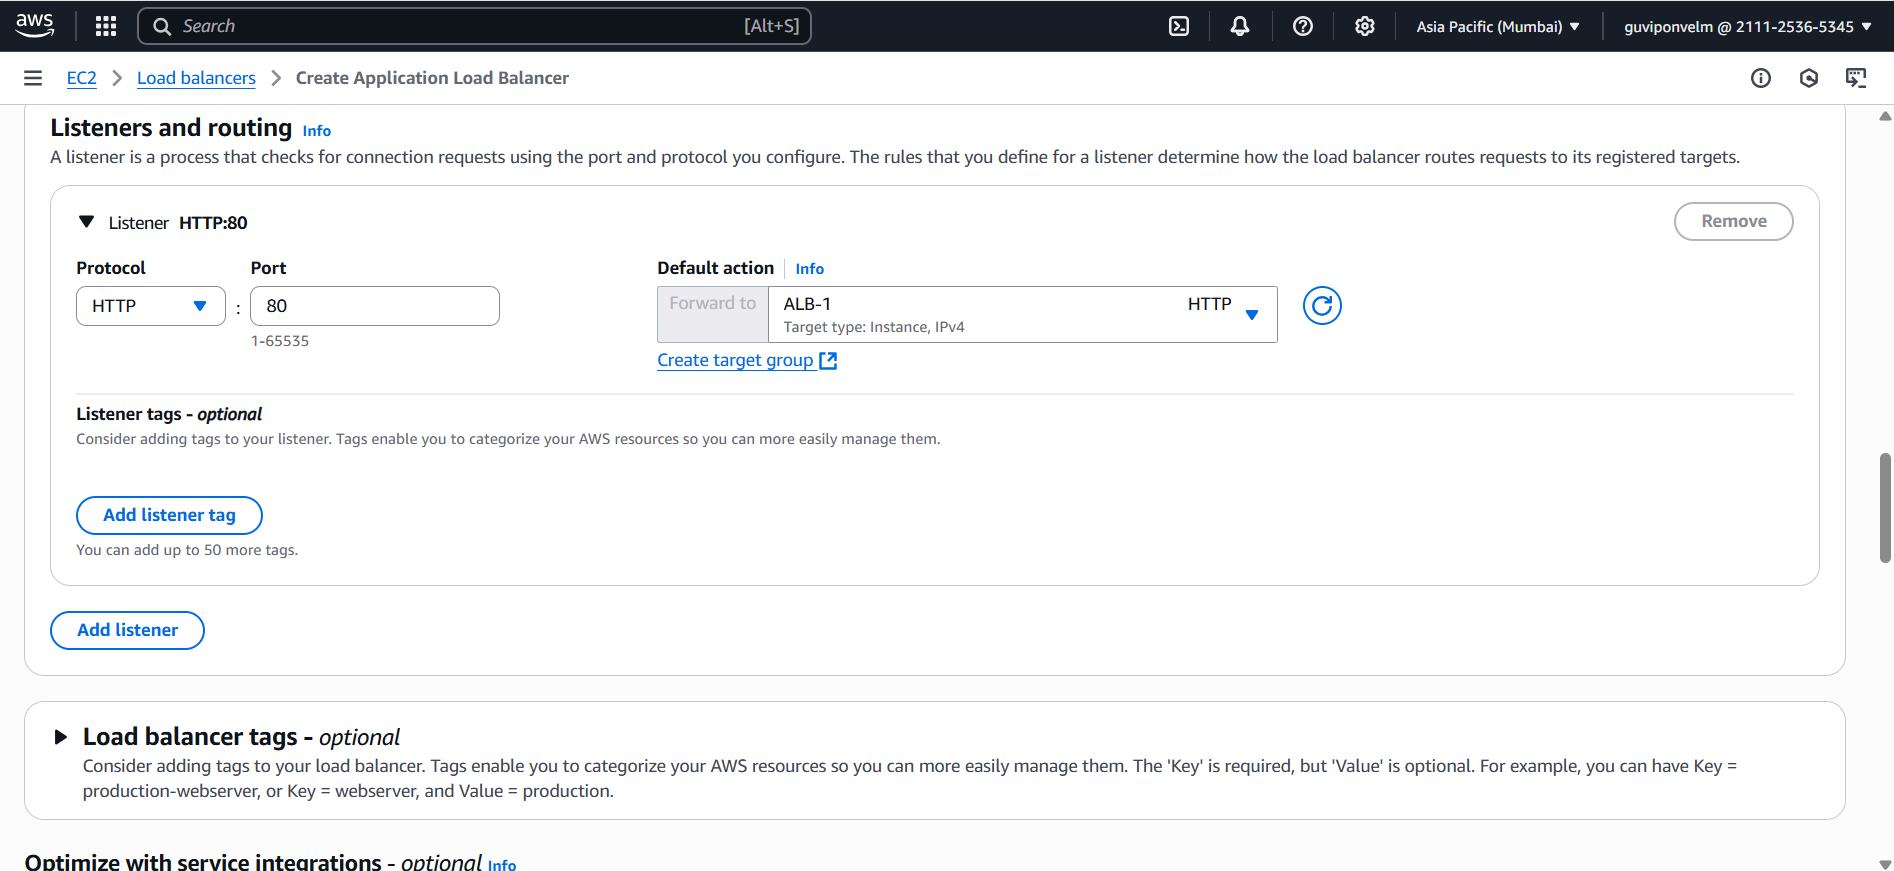 aws
Search [Alt+S]
Asia Pacific (Mumbai)
guviponvelm @ 2111-2536-5345
EC2 > Load balancers > Create Application Load Balancer
Listeners and routing Info
A listener is a process that checks for connection requests using the port and protocol you configure. The rules that you define for a listener determine how the load balancer routes requests to its registered targets.
Listener HTTP:80
Remove
Protocol Port Default action Info
HTTP : 80 Forward to ALB-1 HTTP
Target type: Instance, IPv4
1-65535
Create target group
Listener tags - optional
Consider adding tags to your listener. Tags enable you to categorize your AWS resources so you can more easily manage them.
Add listener tag
You can add up to 50 more tags.
Add listener
Load balancer tags - optional
Consider adding tags to your load balancer. Tags enable you to categorize your AWS resources so you can more easily manage them. The 'Key' is required, but 'Value' is optional. For example, you can have Key =
production-webserver, or Key = webserver, and Value = production.
Optimize with service integrations - optional Info